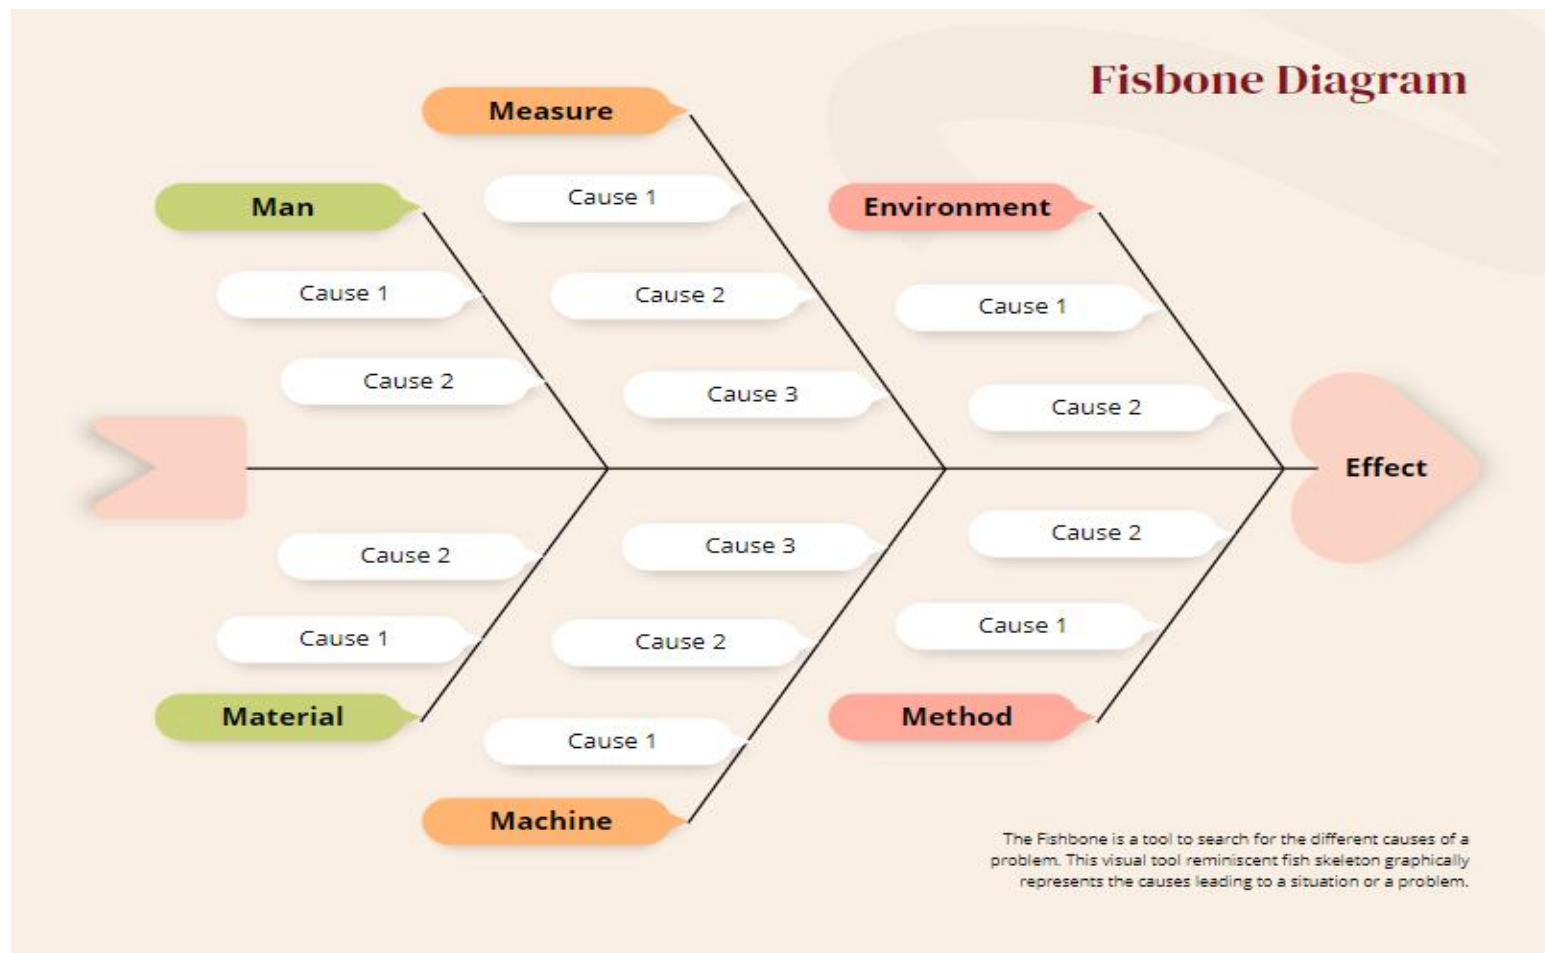 Fisbone Diagram
Measure
Man
Cause 1
Environment
Cause 1
Cause 2
Cause 1
Cause 2
Cause 3
Cause 2
Effect
Cause 2
Cause 3
Cause 2
Cause 1
Cause 2
Cause 1
Material
Method
Cause 1
Machine
The Fishbone is a tool to search for the different causes of a
problem. This visual tool reminiscent fish skeleton graphically
represents the causes leading to a situation or a problem.